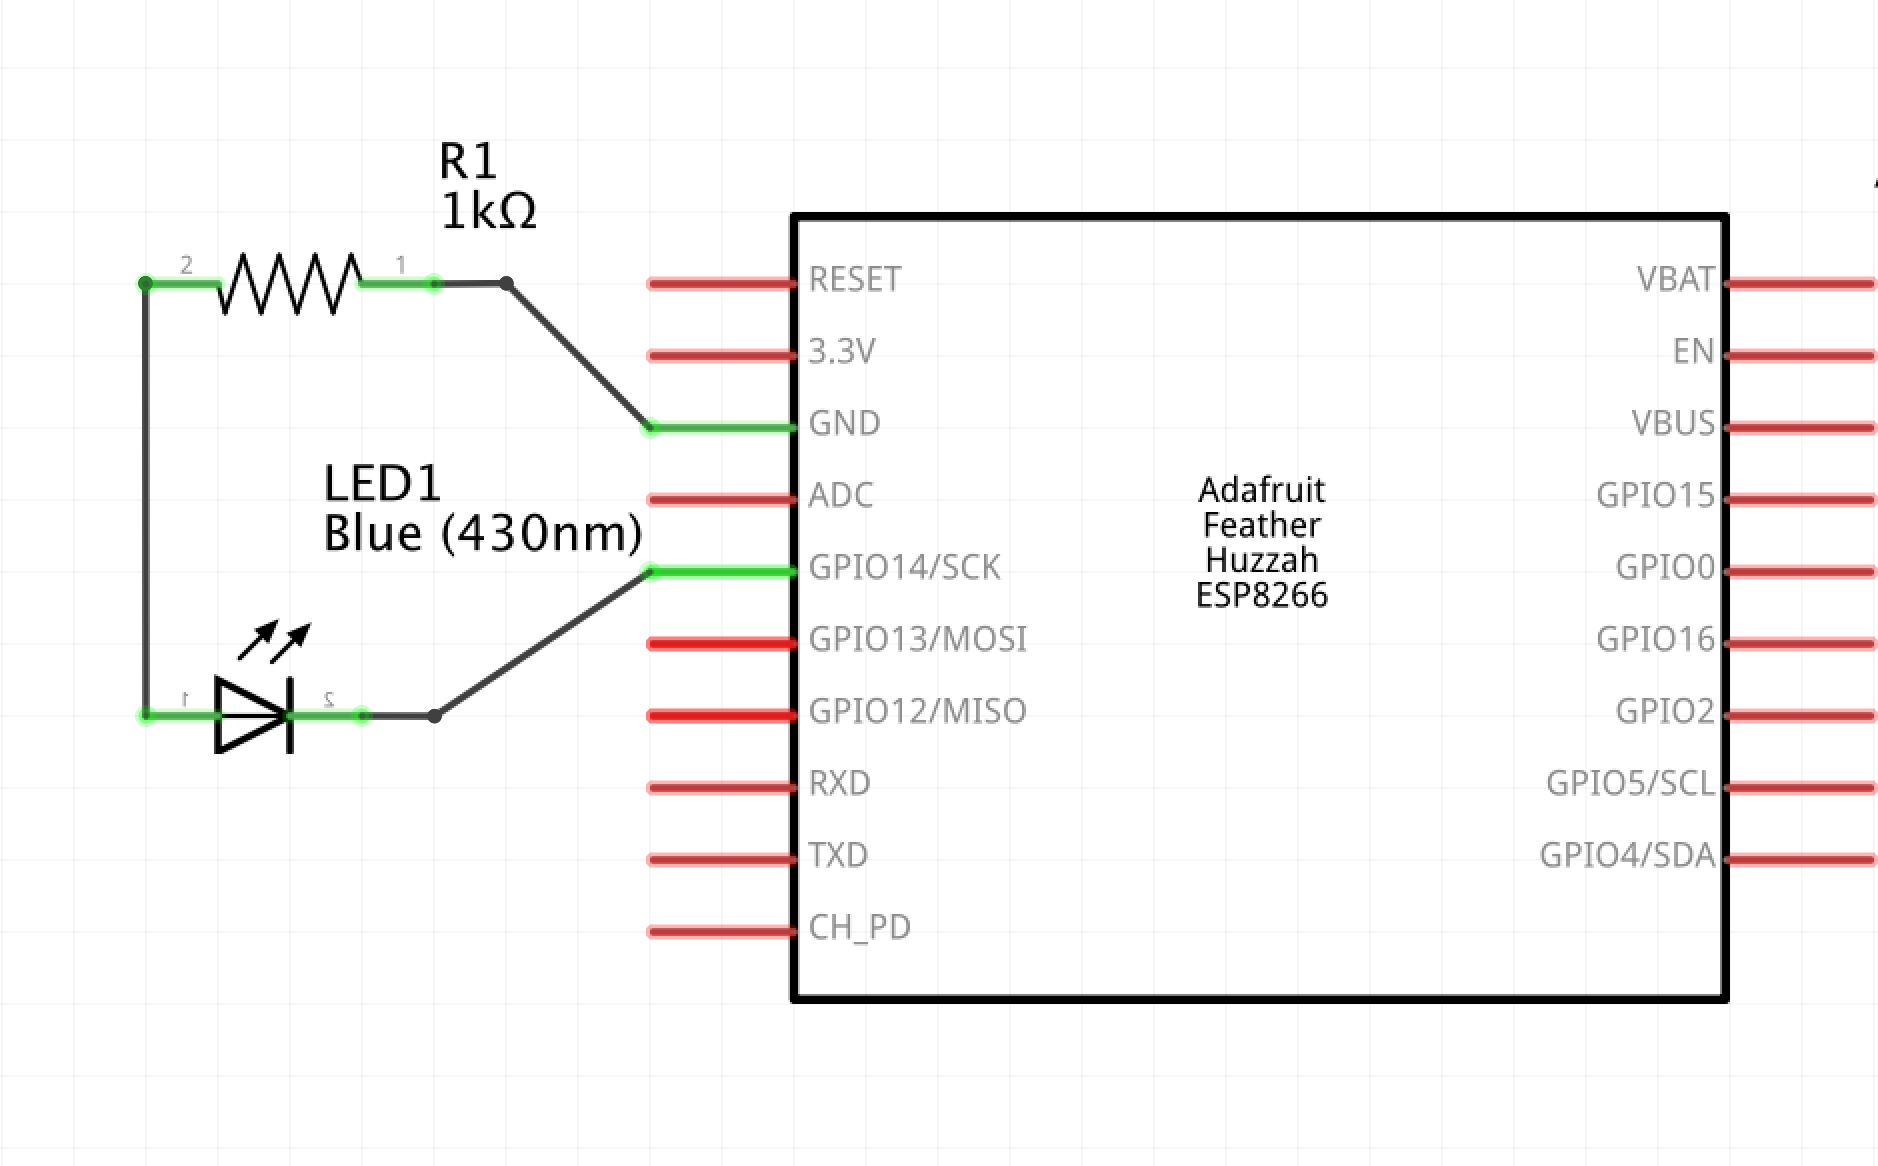 R1
1kΩ
2
1
LED1
Blue (430nm)
1
2
RESET
3.3V
GND
ADC
GPIO14/SCK
GPIO13/MOSI
GPIO12/MISO
RXD
TXD
CH_PD
Adafruit
Feather
Huzzah
ESP8266
VBAT
EN
VBUS
GPIO15
GPIO0
GPIO16
GPIO2
GPIO5/SCL
GPIO4/SDA